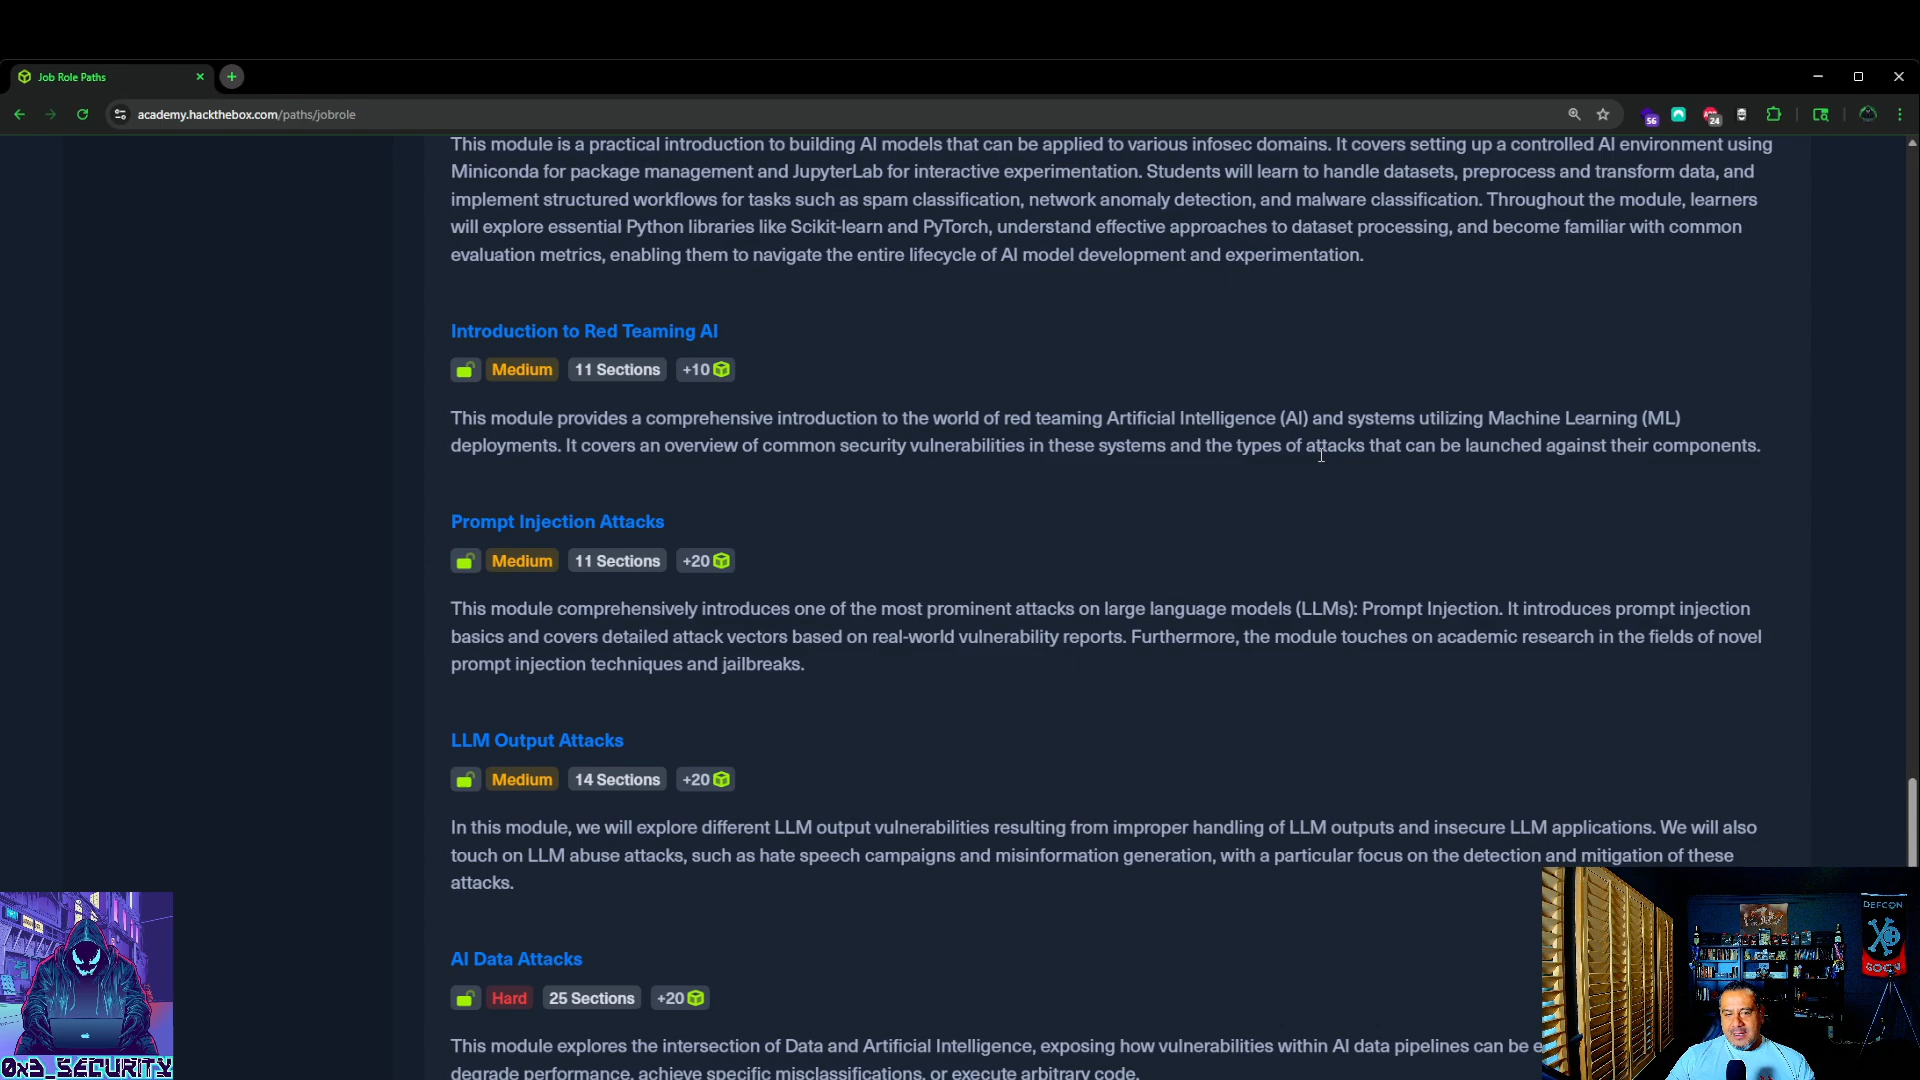 Job Role Paths
academy.hackthebox.com/paths/jobrole
56
24
This module is a practical introduction to building AI models that can be applied to various infosec domains. It covers setting up a controlled AI environment using
Miniconda for package management and JupyterLab for interactive experimentation. Students will learn to handle datasets, preprocess and transform data, and
implement structured workflows for tasks such as spam classification, network anomaly detection, and malware classification. Throughout the module, learners
will explore essential Python libraries like Scikit-learn and PyTorch, understand effective approaches to dataset processing, and become familiar with common
evaluation metrics, enabling them to navigate the entire lifecycle of AI model development and experimentation.
Introduction to Red Teaming AI
Medium 11 Sections +10
This module provides a comprehensive introduction to the world of red teaming Artificial Intelligence (AI) and systems utilizing Machine Learning (ML)
deployments. It covers an overview of common security vulnerabilities in these systems and the types of attacks that can be launched against their components.
Prompt Injection Attacks
Medium 11 Sections +20
This module comprehensively introduces one of the most prominent attacks on large language models (LLMs): Prompt Injection. It introduces prompt injection
basics and covers detailed attack vectors based on real-world vulnerability reports. Furthermore, the module touches on academic research in the fields of novel
prompt injection techniques and jailbreaks.
LLM Output Attacks
Medium 14 Sections +20
In this module, we will explore different LLM output vulnerabilities resulting from improper handling of LLM outputs and insecure LLM applications. We will also
touch on LLM abuse attacks, such as hate speech campaigns and misinformation generation, with a particular focus on the detection and mitigation of these
attacks.
AI Data Attacks
Hard 25 Sections +20
This module explores the intersection of Data and Artificial Intelligence, exposing how vulnerabilities within AI data pipelines can be
degrade performance, achieve specific misclassifications, or execute arbitrary code.
0x3_SECURITY
DEFCON
GOON